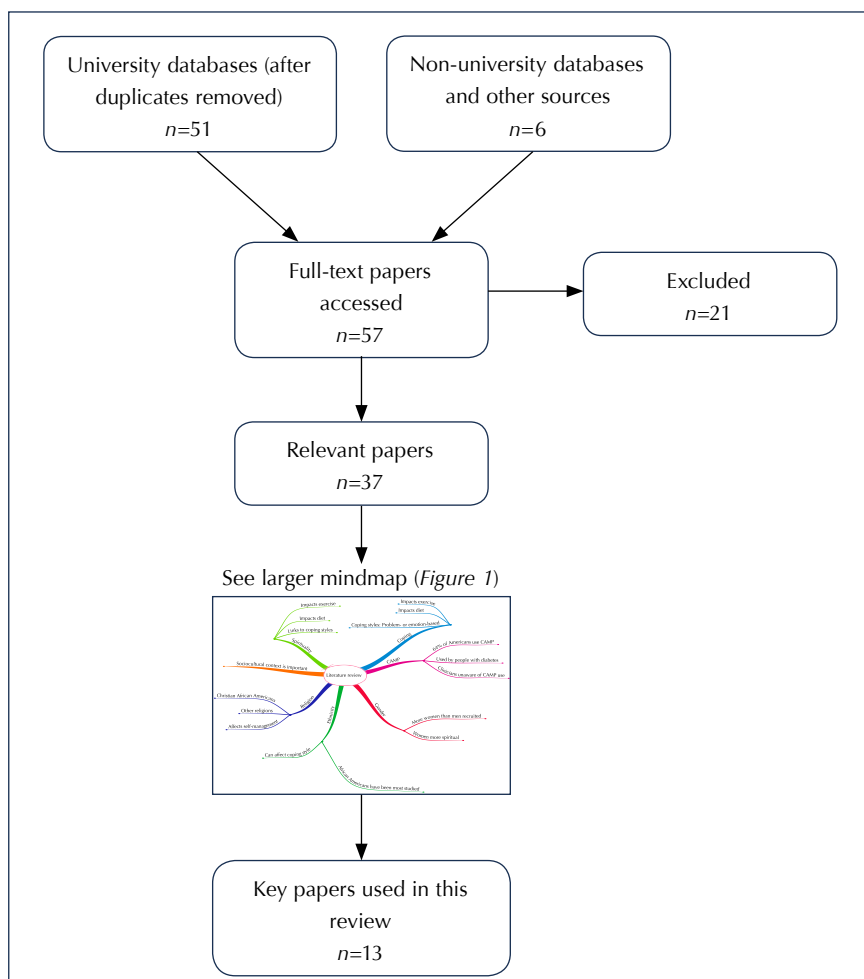 University databases (after
duplicates removed)
n=51
Non-university databases
and other sources
n=6
Full-text papers
accessed
n=57
Excluded
n=21
Relevant papers
n=37
See larger mindmap (Figure 1)
Impacts exercise
Impacts diet
Links to coping styles
Spirituality
Impacts exercise
Impacts diet
Coping styles: Problem- or emotion-based
Coping
of Americans use CAMP
Used by people with diabetes
Clinicians unaware of CAMP use
CAMP
Sociocultural context is important
Literature review
Christian African Americans
Other religions
Affects self-management
Religion
Ethnicity
Can affect coping style
African Americans have been most studied
Gender
More women than men recruited
Women more spiritual
Key papers used in this
review
n=13